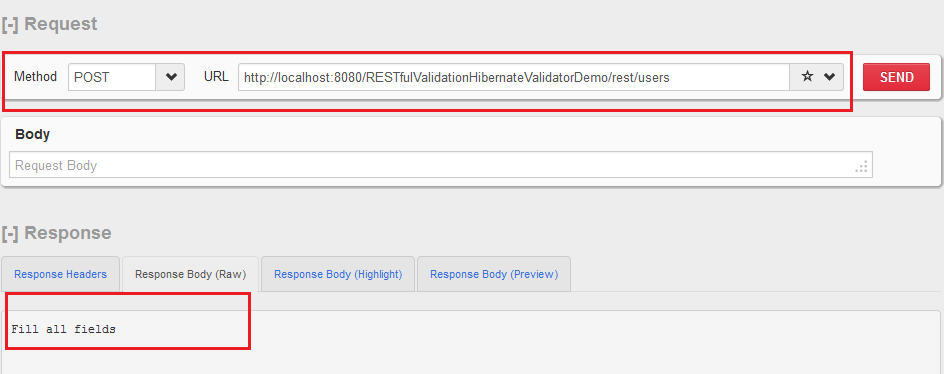 [-] Request
Method POST URL http://localhost:8080/RESTfulValidationHibernateValidatorDemo/rest/users SEND
Body
Request Body
[-] Response
Response Headers Response Body (Raw) Response Body (Highlight) Response Body (Preview)
Fill all fields